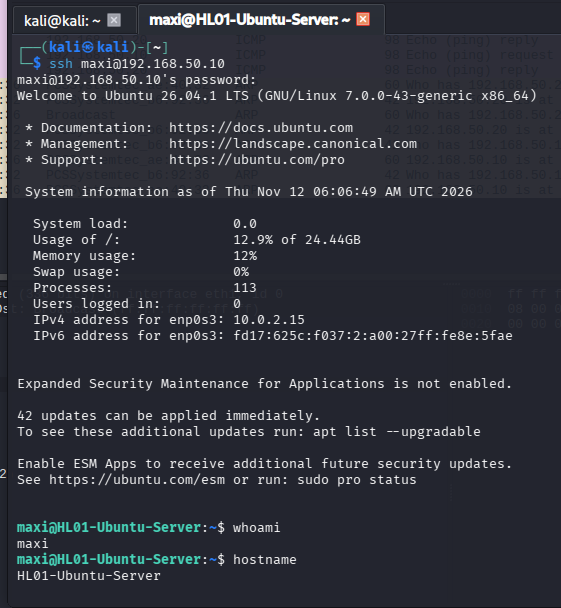 kali@kali: ~
maxi@HL01-Ubuntu-Server: ~
┌──(kali㉿kali)-[~]
└─$ ssh maxi@192.168.50.10
maxi@192.168.50.10's password:
Welcome to Ubuntu 26.04.1 LTS (GNU/Linux 7.0.0-43-generic x86_64)
* Documentation: https://docs.ubuntu.com
* Management: https://landscape.canonical.com
* Support: https://ubuntu.com/pro
System information as of Thu Nov 12 06:06:49 AM UTC 2026
System load: 0.0
Usage of /: 12.9% of 24.44GB
Memory usage: 12%
Swap usage: 0%
Processes: 113
Users logged in: 0
IPv4 address for enp0s3: 10.0.2.15
IPv6 address for enp0s3: fd17:625c:f037:2:a00:27ff:fe8e:5fae
Expanded Security Maintenance for Applications is not enabled.
42 updates can be applied immediately.
To see these additional updates run: apt list --upgradable
Enable ESM Apps to receive additional future security updates.
See https://ubuntu.com/esm or run: sudo pro status
maxi@HL01-Ubuntu-Server:~$ whoami
maxi
maxi@HL01-Ubuntu-Server:~$ hostname
HL01-Ubuntu-Server